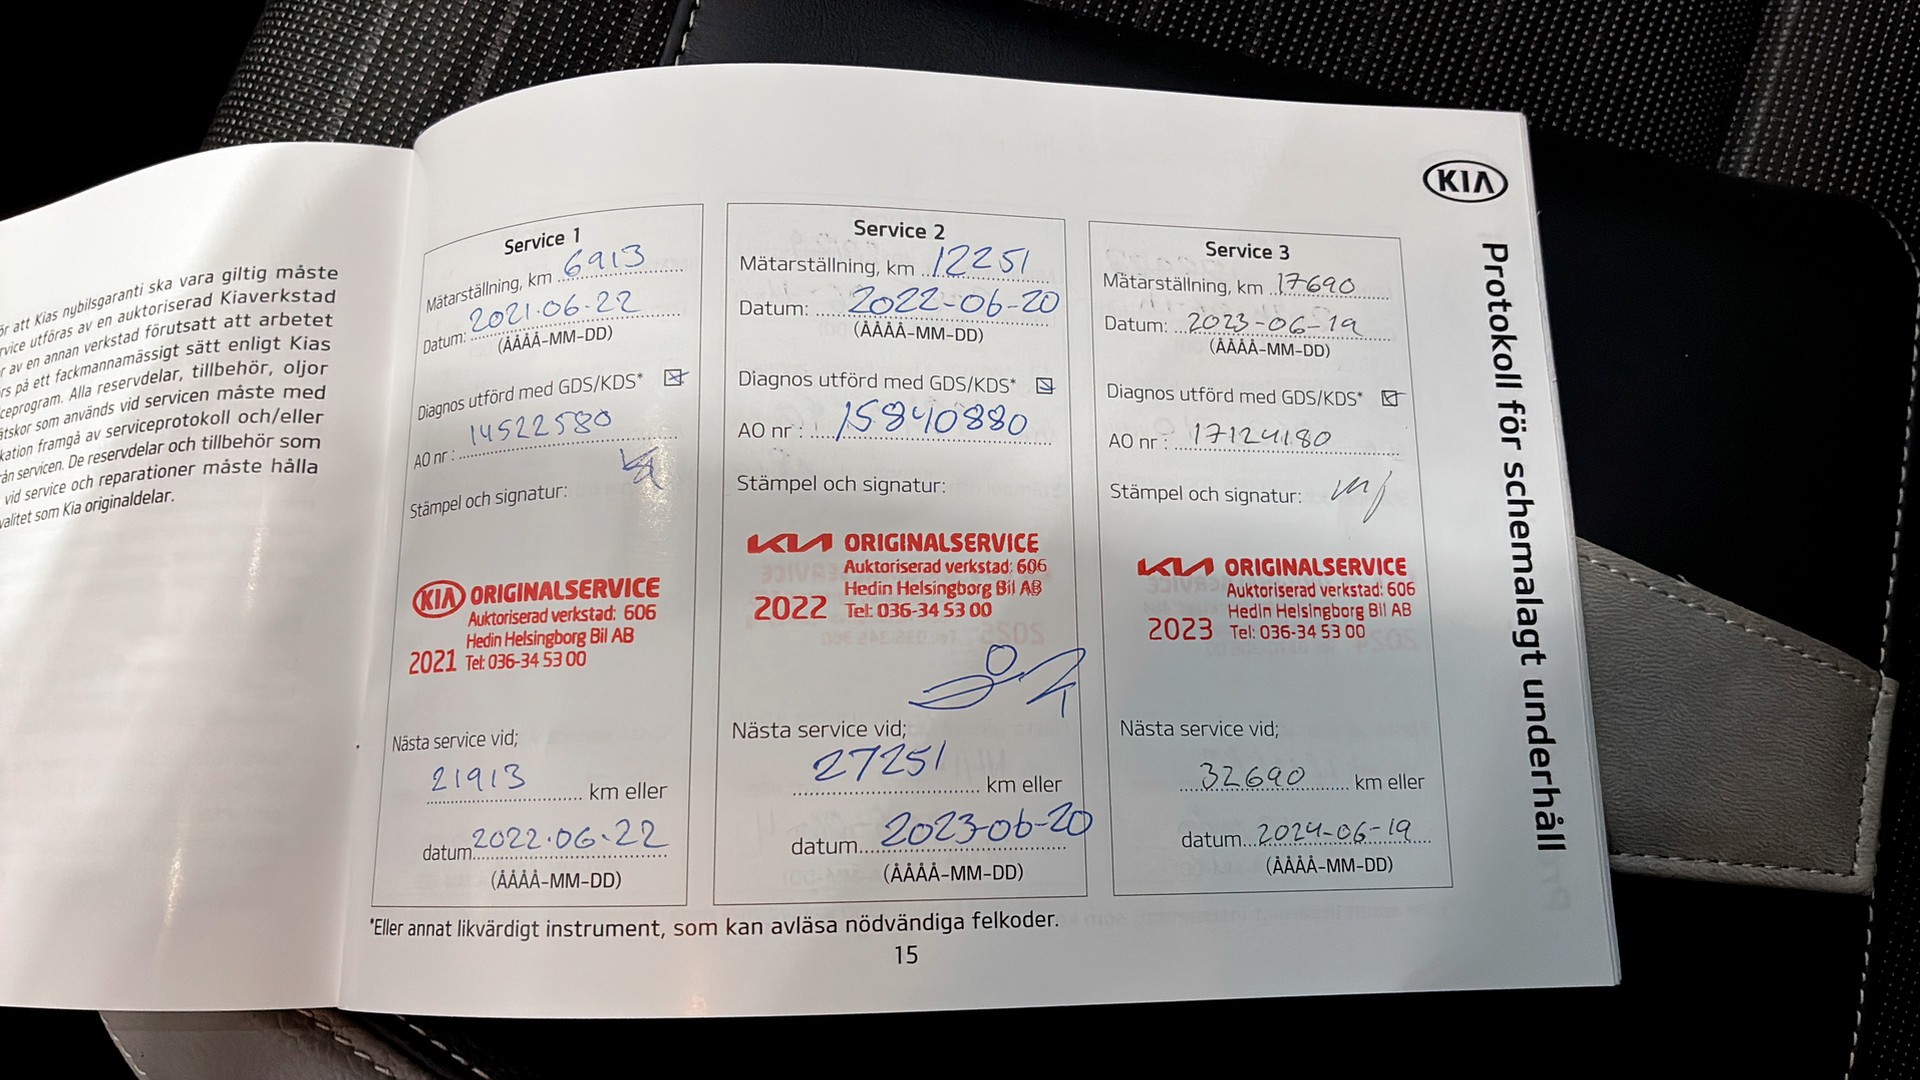 ör att Kias nybilsgaranti ska vara giltig måste
rvice utföras av en auktoriserad Kiaverkstad
r av en annan verkstad förutsatt att arbetet
rs på ett fackmannamässigt sätt enligt Kias
ceprogram. Alla reservdelar, tillbehör, oljor
ätskor som används vid servicen måste med
kation framgå av serviceprotokoll och/eller
ån servicen. De reservdelar och tillbehör som
vid service och reparationer måste hålla
valitet som Kia originaldelar.
Service 1
Mätarställning, km 6913
Datum: 2021.06.22
(ÅÅÅÅ-MM-DD)
Diagnos utförd med GDS/KDS*
AO nr : 14522580
Stämpel och signatur:
KIA ORIGINALSERVICE
Auktoriserad verkstad: 606
Hedin Helsingborg Bil AB
2021 Tel: 036-34 53 00
Nästa service vid;
21913 km eller
datum 2022.06.22
(ÅÅÅÅ-MM-DD)
Service 2
Mätarställning, km 12251
Datum: 2022-06-20
(ÅÅÅÅ-MM-DD)
Diagnos utförd med GDS/KDS*
AO nr : 15840880
Stämpel och signatur:
KIA ORIGINALSERVICE
Auktoriserad verkstad: 606
Hedin Helsingborg Bil AB
2022 Tel: 036-34 53 00
Nästa service vid;
27251 km eller
datum 2023-06-20
(ÅÅÅÅ-MM-DD)
Service 3
Mätarställning, km 17690
Datum: 2023-06-19
(ÅÅÅÅ-MM-DD)
Diagnos utförd med GDS/KDS*
AO nr : 17124180
Stämpel och signatur:
KIA ORIGINALSERVICE
Auktoriserad verkstad: 606
Hedin Helsingborg Bil AB
2023 Tel: 036-34 53 00
Nästa service vid;
32690 km eller
datum 2024-06-19
(ÅÅÅÅ-MM-DD)
*Eller annat likvärdigt instrument, som kan avläsa nödvändiga felkoder.
15
KIA
Protokoll för schemalagt underhåll